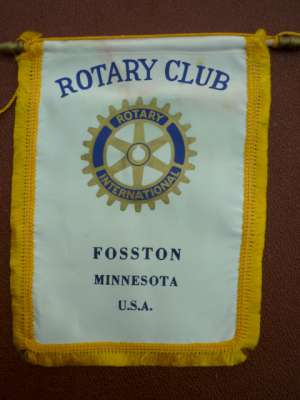 ROTARY CLUB
ROTARY
INTERNATIONAL
FOSSTON
MINNESOTA
U.S.A.